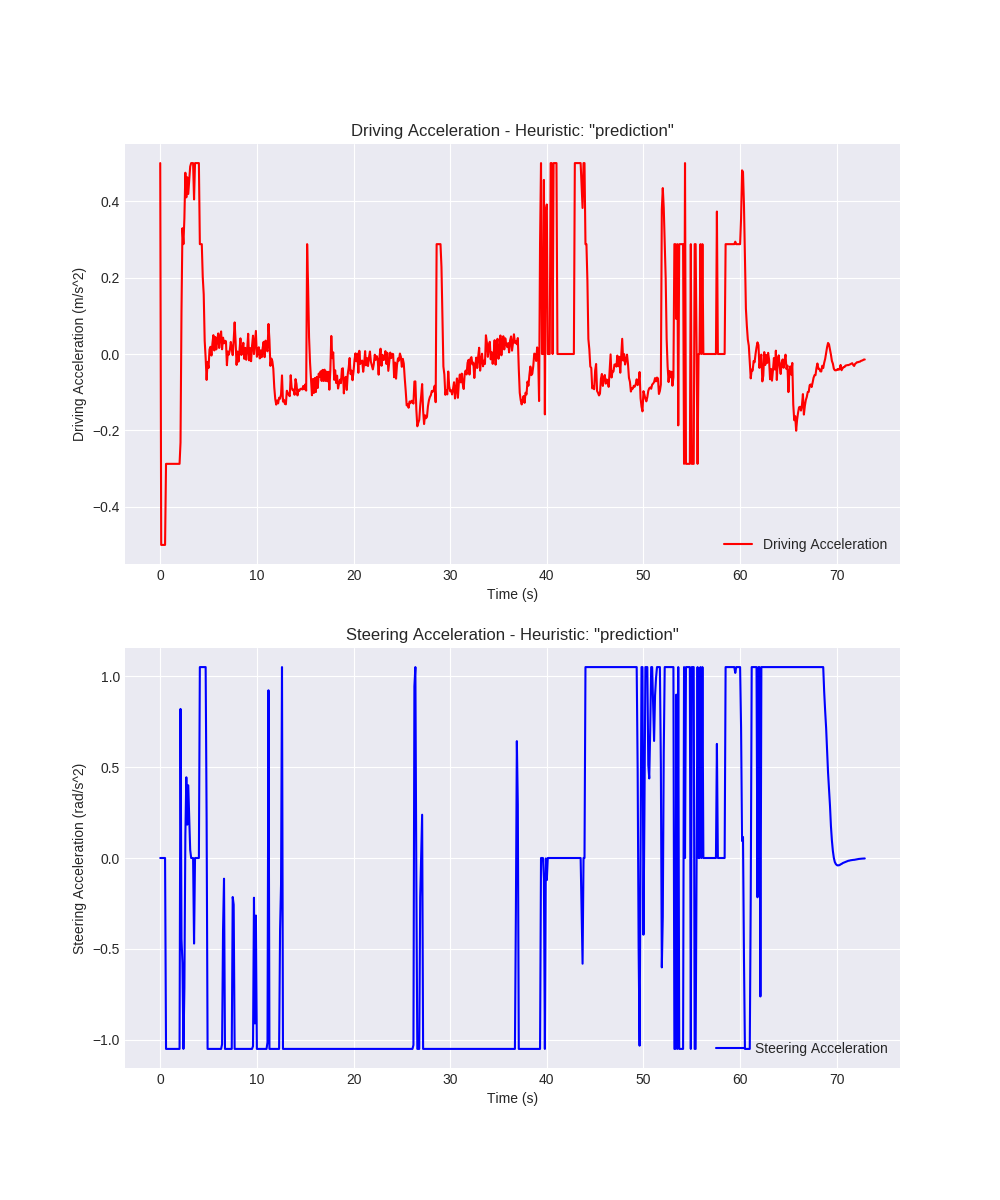 Driving Acceleration - Heuristic: "prediction"
Driving Acceleration (m/s^2)
0.4
0.2
0.0
−0.2
−0.4
Driving Acceleration
0 10 20 30 40 50 60 70
Time (s)
Steering Acceleration - Heuristic: "prediction"
Steering Acceleration (rad/s^2)
1.0
0.5
0.0
−0.5
−1.0
Steering Acceleration
0 10 20 30 40 50 60 70
Time (s)